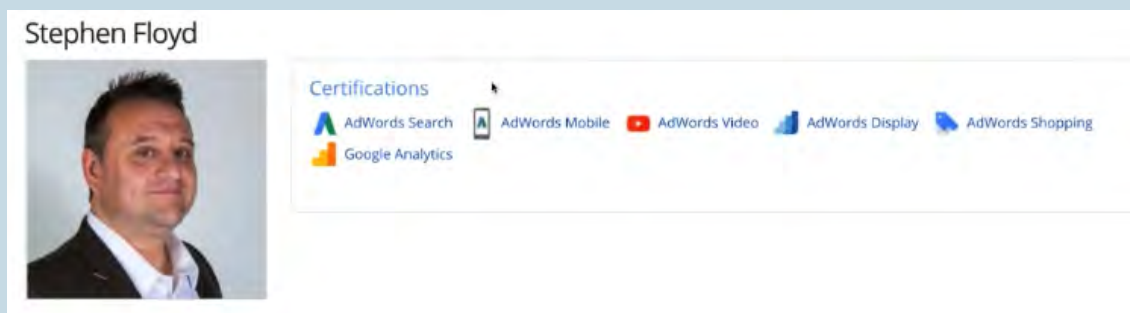 Stephen Floyd
Certifications
AdWords Search AdWords Mobile AdWords Video AdWords Display AdWords Shopping
Google Analytics